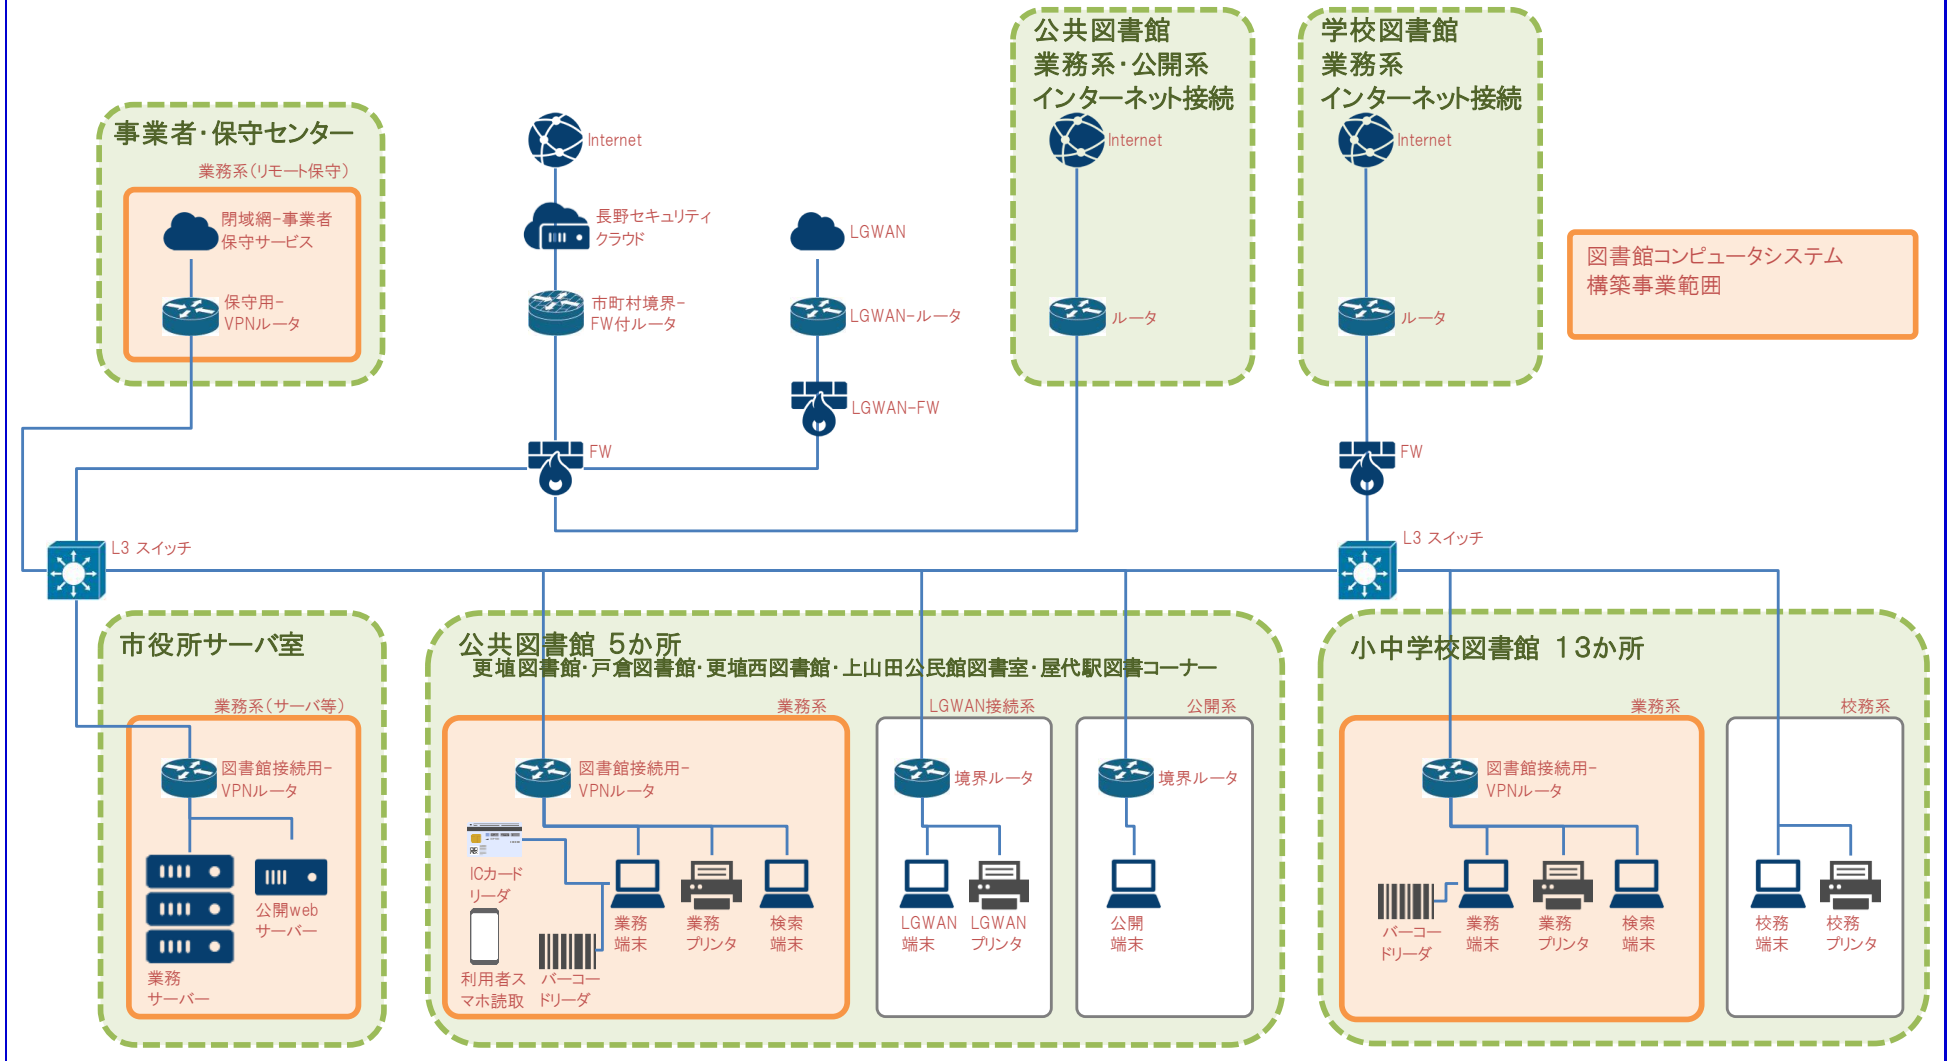 公共図書館
業務系・公開系
インターネット接続
学校図書館
業務系
インターネット接続
事業者・保守センター
業務系（リモート保守）
閉域網-事業者
保守サービス
保守用-
VPNルータ
Internet
長野セキュリティ
クラウド
市町村境界-
FW付ルータ
FW
LGWAN
LGWAN-ルータ
LGWAN-FW
Internet
ルータ
Internet
ルータ
FW
図書館コンピュータシステム
構築事業範囲
L3 スイッチ
L3 スイッチ
市役所サーバ室
業務系（サーバ等）
図書館接続用-
VPNルータ
公開web
サーバー
業務
サーバー
公共図書館 5か所
更埴図書館・戸倉図書館・更埴西図書館・上山田公民館図書室・屋代駅図書コーナー
業務系
図書館接続用-
VPNルータ
ICカード
リーダ
利用者ス
マホ読取
バーコー
ドリーダ
業務
端末
業務
プリンタ
検索
端末
LGWAN接続系
境界ルータ
LGWAN
端末
LGWAN
プリンタ
公開系
境界ルータ
公開
端末
小中学校図書館 13か所
業務系
図書館接続用-
VPNルータ
バーコー
ドリーダ
業務
端末
業務
プリンタ
検索
端末
校務系
校務
端末
校務
プリンタ